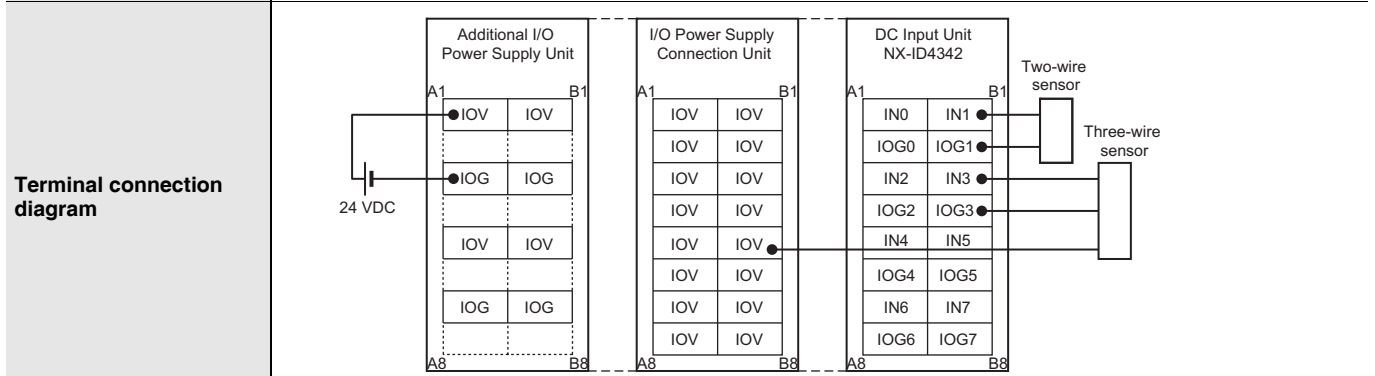 Terminal connection
diagram
24 VDC
Additional I/O
Power Supply Unit
A1 B1
IOV IOV
IOG IOG
IOV IOV
IOG IOG
A8 B8
I/O Power Supply
Connection Unit
A1 B1
IOV IOV
IOV IOV
IOV IOV
IOV IOV
IOV IOV
IOV IOV
IOV IOV
IOV IOV
A8 B8
DC Input Unit
NX-ID4342
A1 B1
IN0 IN1
IOG0 IOG1
IN2 IN3
IOG2 IOG3
IN4 IN5
IOG4 IOG5
IN6 IN7
IOG6 IOG7
A8 B8
Two-wire
sensor
Three-wire
sensor